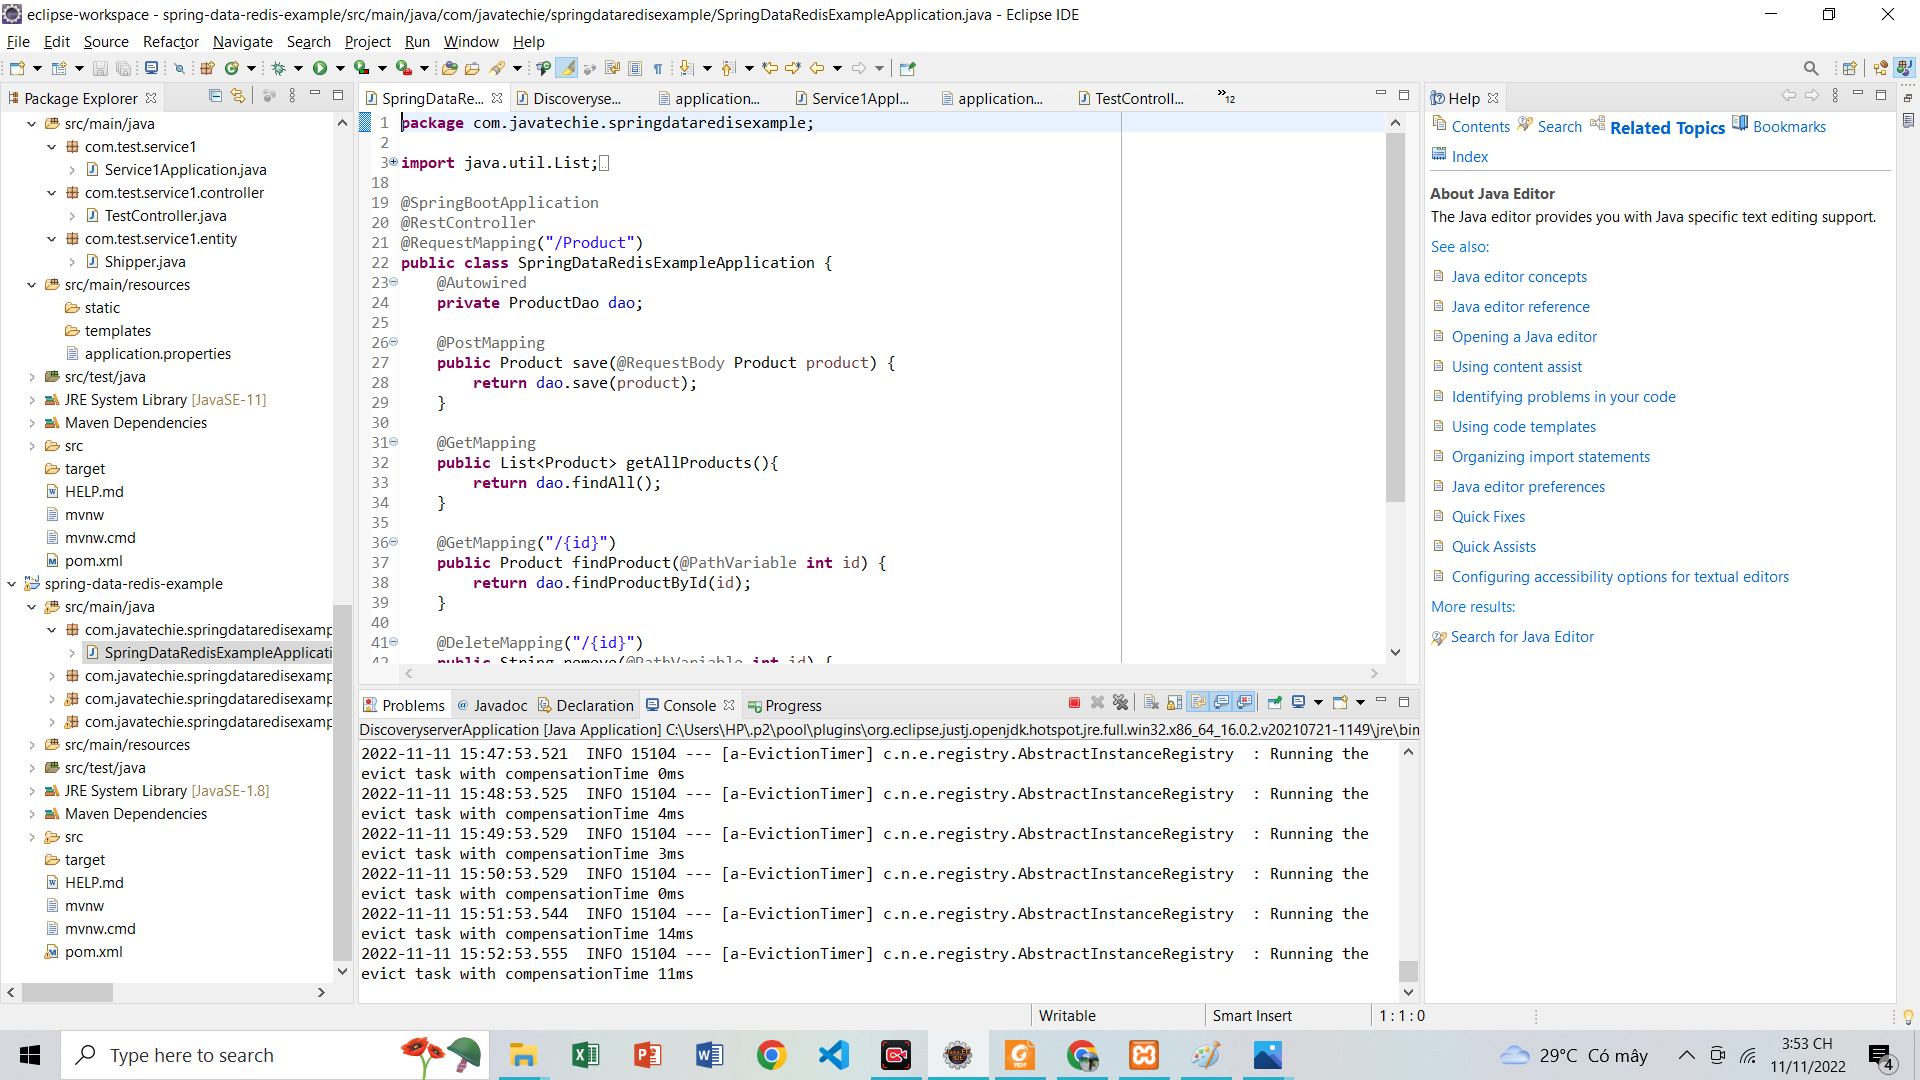 eclipse-workspace - spring-data-redis-example/src/main/java/com/javatechie/springdataredisexample/SpringDataRedisExampleApplication.java - Eclipse IDE
File Edit Source Refactor Navigate Search Project Run Window Help
Package Explorer
src/main/java
com.test.service1
Service1Application.java
com.test.service1.controller
TestController.java
com.test.service1.entity
Shipper.java
src/main/resources
static
templates
application.properties
src/test/java
JRE System Library [JavaSE-11]
Maven Dependencies
src
target
HELP.md
mvnw
mvnw.cmd
pom.xml
spring-data-redis-example
src/main/java
com.javatechie.springdataredisexamp
SpringDataRedisExampleApplicati
com.javatechie.springdataredisexamp
com.javatechie.springdataredisexamp
com.javatechie.springdataredisexamp
src/main/resources
src/test/java
JRE System Library [JavaSE-1.8]
Maven Dependencies
src
target
HELP.md
mvnw
mvnw.cmd
pom.xml
SpringDataRe... Discoveryse... application... Service1Appl... application... TestControll... »12
1 package com.javatechie.springdataredisexample;
2
3 import java.util.List;
18
19 @SpringBootApplication
20 @RestController
21 @RequestMapping("/Product")
22 public class SpringDataRedisExampleApplication {
23 @Autowired
24 private ProductDao dao;
25
26 @PostMapping
27 public Product save(@RequestBody Product product) {
28 return dao.save(product);
29 }
30
31 @GetMapping
32 public List<Product> getAllProducts(){
33 return dao.findAll();
34 }
35
36 @GetMapping("/{id}")
37 public Product findProduct(@PathVariable int id) {
38 return dao.findProductById(id);
39 }
40
41 @DeleteMapping("/{id}")
42 public String remove(@PathVariable int id) {
Problems Javadoc Declaration Console Progress
DiscoveryserverApplication [Java Application] C:\Users\HP\.p2\pool\plugins\org.eclipse.justj.openjdk.hotspot.jre.full.win32.x86_64_16.0.2.v20210721-1149\jre\bin
2022-11-11 15:47:53.521 INFO 15104 --- [a-EvictionTimer] c.n.e.registry.AbstractInstanceRegistry : Running the
evict task with compensationTime 0ms
2022-11-11 15:48:53.525 INFO 15104 --- [a-EvictionTimer] c.n.e.registry.AbstractInstanceRegistry : Running the
evict task with compensationTime 4ms
2022-11-11 15:49:53.529 INFO 15104 --- [a-EvictionTimer] c.n.e.registry.AbstractInstanceRegistry : Running the
evict task with compensationTime 3ms
2022-11-11 15:50:53.529 INFO 15104 --- [a-EvictionTimer] c.n.e.registry.AbstractInstanceRegistry : Running the
evict task with compensationTime 0ms
2022-11-11 15:51:53.544 INFO 15104 --- [a-EvictionTimer] c.n.e.registry.AbstractInstanceRegistry : Running the
evict task with compensationTime 14ms
2022-11-11 15:52:53.555 INFO 15104 --- [a-EvictionTimer] c.n.e.registry.AbstractInstanceRegistry : Running the
evict task with compensationTime 11ms
Help
Contents Search Related Topics Bookmarks
Index
About Java Editor
The Java editor provides you with Java specific text editing support.
See also:
Java editor concepts
Java editor reference
Opening a Java editor
Using content assist
Identifying problems in your code
Using code templates
Organizing import statements
Java editor preferences
Quick Fixes
Quick Assists
Configuring accessibility options for textual editors
More results:
Search for Java Editor
Writable Smart Insert 1 : 1 : 0
Type here to search
29°C Có mây
3:53 CH
11/11/2022
4